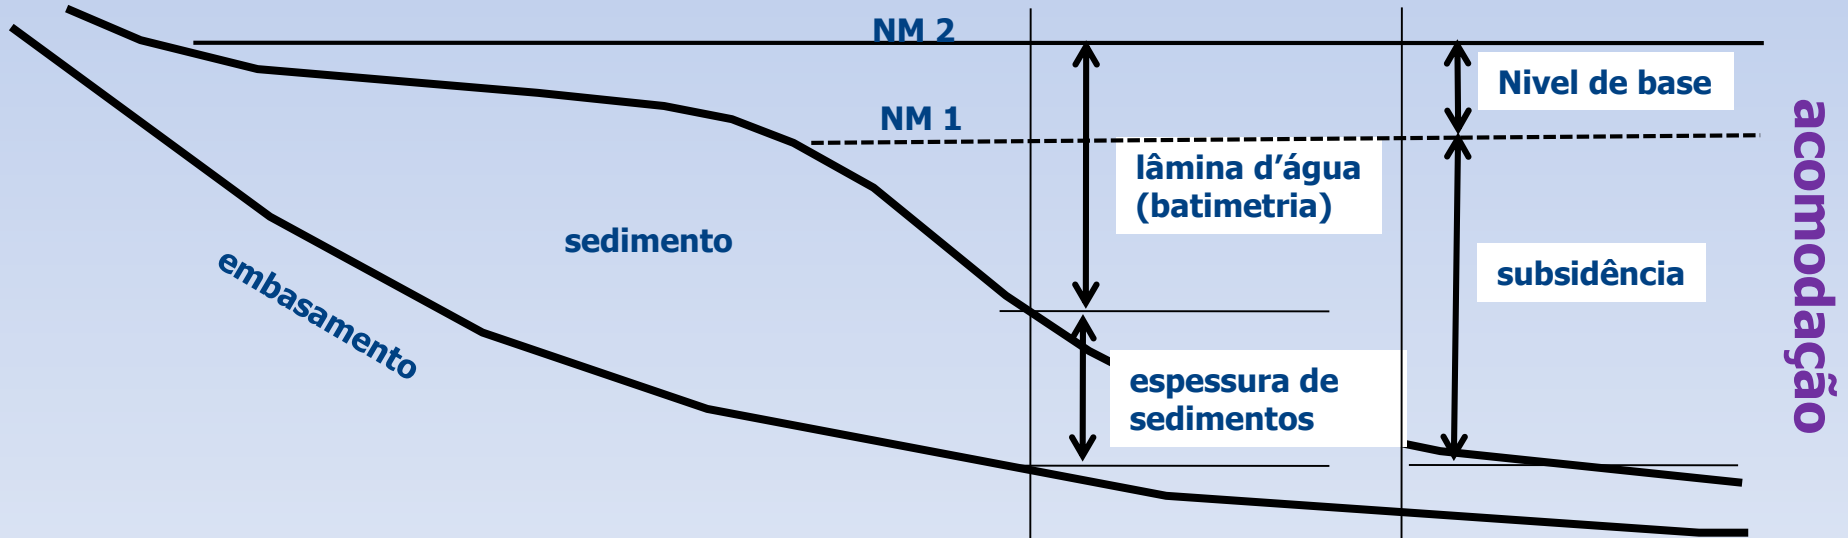 NM 2
Nivel de base
NM 1
lâmina d’água
(batimetria)
sedimento
embasamento
subsidência
espessura de
sedimentos
acomodação